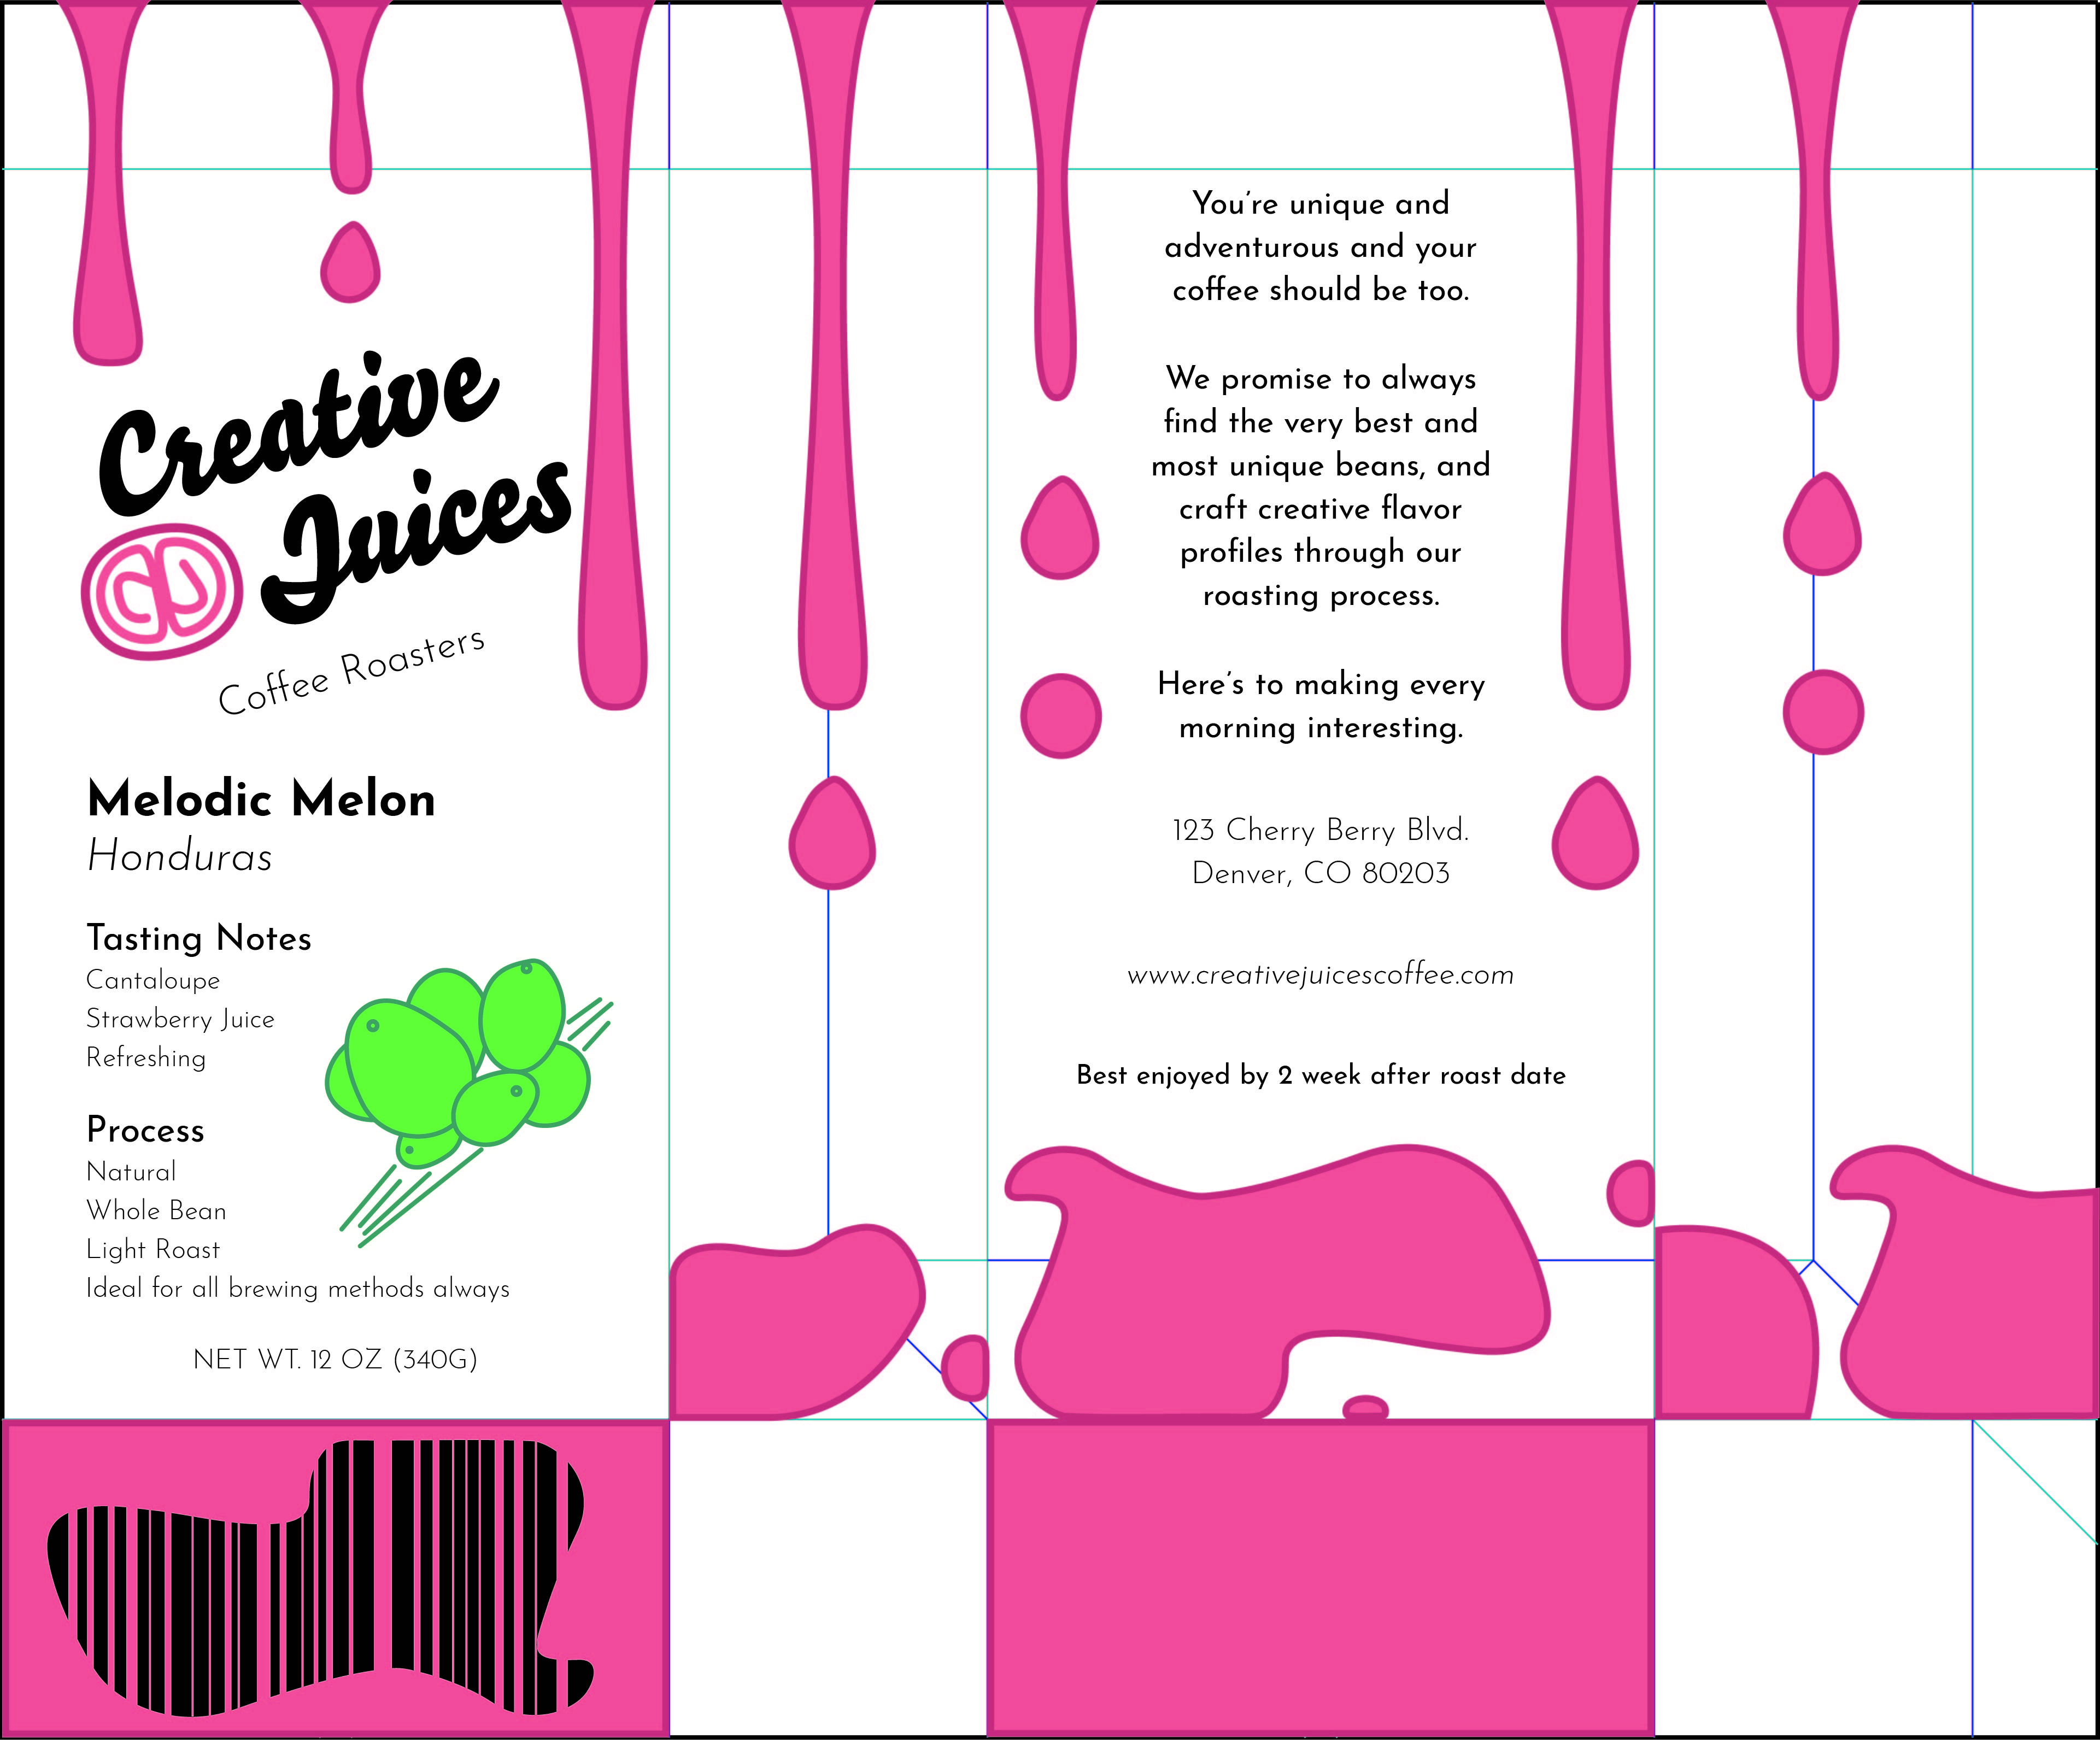 Creative
Juices
Coffee Roasters
Melodic Melon
Honduras
Tasting Notes
Cantaloupe
Strawberry Juice
Refreshing
Process
Natural
Whole Bean
Light Roast
Ideal for all brewing methods always
NET WT. 12 OZ (340G)
You're unique and
adventurous and your
coffee should be too.
We promise to always
find the very best and
most unique beans, and
craft creative flavor
profiles through our
roasting process.
Here's to making every
morning interesting.
123 Cherry Berry Blvd.
Denver, CO 80203
www.creativejuicescoffee.com
Best enjoyed by 2 week after roast date